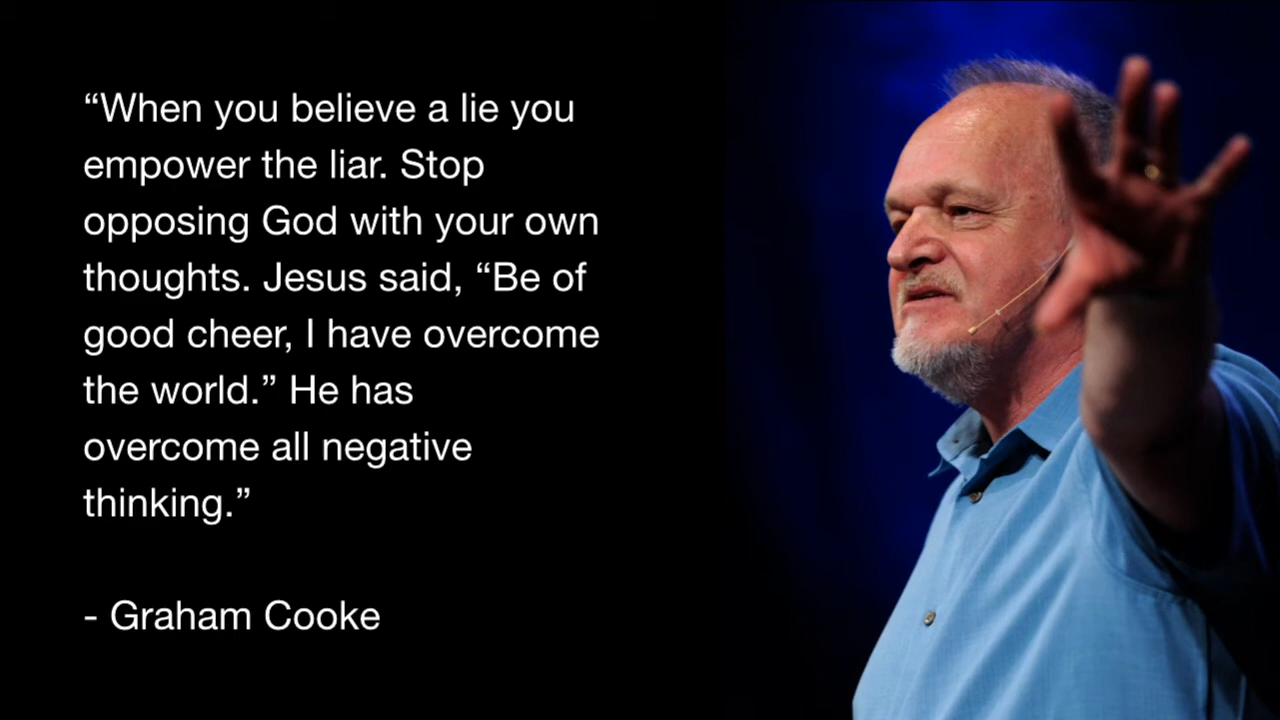 “When you believe a lie you
empower the liar. Stop
opposing God with your own
thoughts. Jesus said, “Be of
good cheer, I have overcome
the world.” He has
overcome all negative
thinking.”
- Graham Cooke